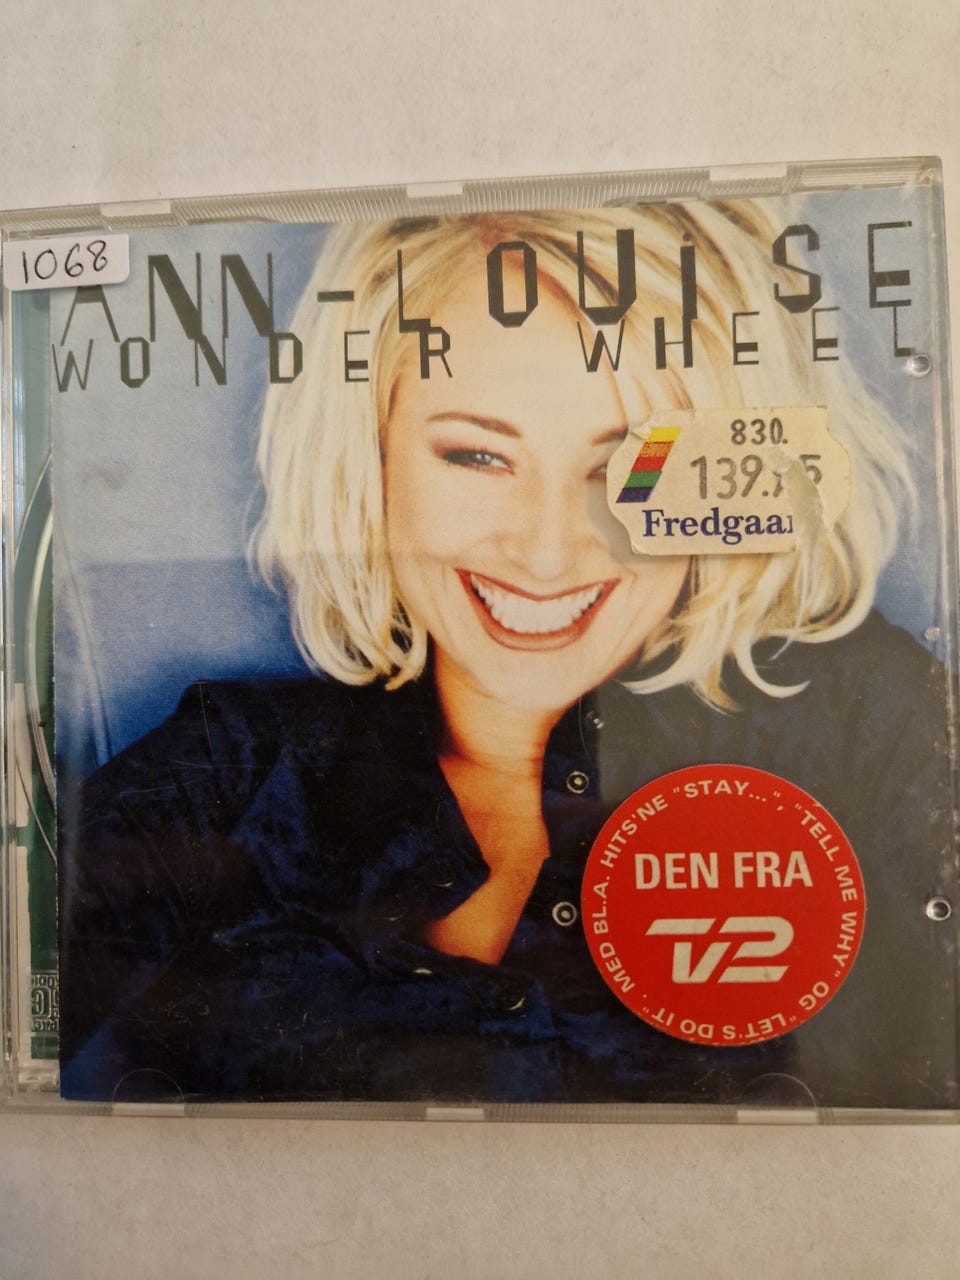 1068
ANN-LOUiSE
WONDER WHEEL
830.
139.
DEN FRA
TV2
MED BL.A. HITS'NE "STAY...", "TELL ME WHY" OG "LET'S DO IT".